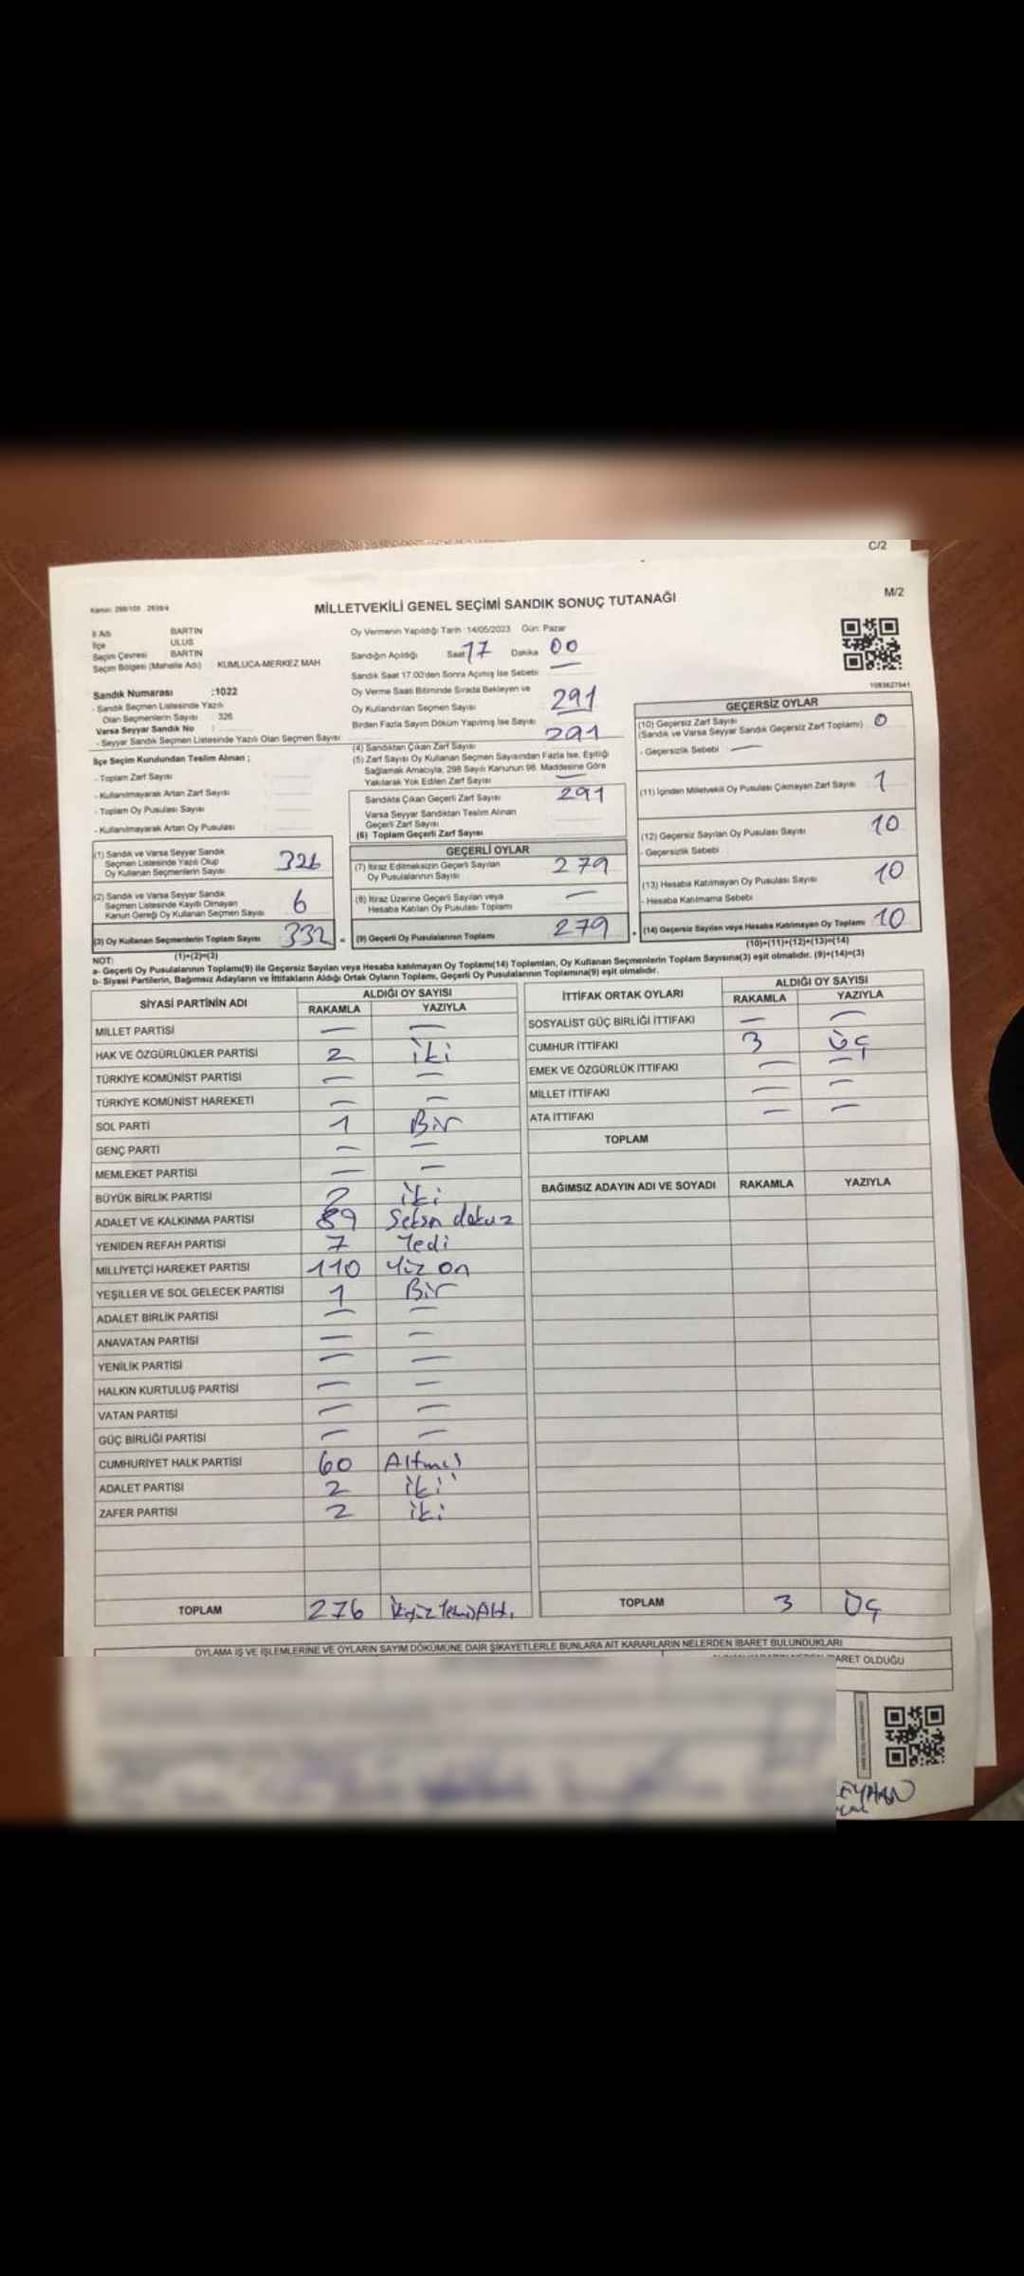 C/2
M/2
MİLLETVEKİLİ GENEL SEÇİMİ SANDIK SONUÇ TUTANAĞI
İl Adı BARTIN
İlçe ULUS
Seçim Çevresi BARTIN
Seçim Bölgesi (Mahalle Adı) KUMLUCA-MERKEZ MAH
Sandık Numarası :1022
- Sandık Seçmen Listesinde Yazılı
Olan Seçmenlerin Sayısı : 326
Varsa Seyyar Sandık No :
- Seyyar Sandık Seçmen Listesinde Yazılı Olan Seçmen Sayısı
İlçe Seçim Kurulundan Teslim Alınan ;
- Toplam Zarf Sayısı
- Kullanılmayarak Artan Zarf Sayısı
- Toplam Oy Pusulası Sayısı
- Kullanılmayarak Artan Oy Pusulası
(1) Sandık ve Varsa Seyyar Sandık
Seçmen Listesinde Yazılı Olup
Oy Kullanan Seçmenlerin Sayısı 326
(2) Sandık ve Varsa Seyyar Sandık
Seçmen Listesinde Kayıtlı Olmayan
Kanun Gereği Oy Kullanan Seçmen Sayısı 6
(3) Oy Kullanan Seçmenlerin Toplam Sayısı 332
(1)+(2)=(3)
Oy Vermenin Yapıldığı Tarih :14/05/2023 Gün: Pazar
Sandığın Açıldığı Saat 17 Dakika 00
Sandık Saat 17.00'den Sonra Açılmış İse Sebebi —
Oy Verme Saati Bitiminde Sırada Bekleyen ve
Oy Kullandırılan Seçmen Sayısı 291
Birden Fazla Sayım Döküm Yapılmış İse Sayısı
(4) Sandıktan Çıkan Zarf Sayısı 291
(5) Zarf Sayısı Oy Kullanan Seçmen Sayısından Fazla İse, Eşitliği
Sağlamak Amacıyla, 298 Sayılı Kanunun 98. Maddesine Göre
Yakılarak Yok Edilen Zarf Sayısı —
Sandıkta Çıkan Geçerli Zarf Sayısı 291
Varsa Seyyar Sandıktan Teslim Alınan
Geçerli Zarf Sayısı
(6) Toplam Geçerli Zarf Sayısı
GEÇERLİ OYLAR
(7) İtiraz Edilmeksizin Geçerli Sayılan
Oy Pusulalarının Sayısı 279
(8) İtiraz Üzerine Geçerli Sayılan veya
Hesaba Katılan Oy Pusulası Toplamı —
(9) Geçerli Oy Pusulalarının Toplamı 279
1083627941
GEÇERSİZ OYLAR
(10) Geçersiz Zarf Sayısı 0
(Sandık ve Varsa Seyyar Sandık Geçersiz Zarf Toplamı)
- Geçersizlik Sebebi —
(11) İçinden Milletvekili Oy Pusulası Çıkmayan Zarf Sayısı 1
(12) Geçersiz Sayılan Oy Pusulası Sayısı 10
- Geçersizlik Sebebi
(13) Hesaba Katılmayan Oy Pusulası Sayısı 10
- Hesaba Katılmama Sebebi
(14) Geçersiz Sayılan veya Hesaba Katılmayan Oy Toplamı 10
(10)+(11)+(12)+(13)=(14)
NOT:
a- Geçerli Oy Pusulalarının Toplamı(9) ile Geçersiz Sayılan veya Hesaba katılmayan Oy Toplamı(14) Toplamları, Oy Kullanan Seçmenlerin Toplam Sayısına(3) eşit olmalıdır. (9)+(14)=(3)
b- Siyasi Partilerin, Bağımsız Adayların ve İttifakların Aldığı Ortak Oyların Toplamı, Geçerli Oy Pusulalarının Toplamına(9) eşit olmalıdır.
SİYASİ PARTİNİN ADI ALDIĞI OY SAYISI
RAKAMLA YAZIYLA
MİLLET PARTİSİ — —
HAK VE ÖZGÜRLÜKLER PARTİSİ 2 iki
TÜRKİYE KOMÜNİST PARTİSİ — —
TÜRKİYE KOMÜNİST HAREKETİ — —
SOL PARTİ 1 Bir
GENÇ PARTİ — —
MEMLEKET PARTİSİ — —
BÜYÜK BİRLİK PARTİSİ 2 iki
ADALET VE KALKINMA PARTİSİ 89 Seksen dokuz
YENİDEN REFAH PARTİSİ 7 Yedi
MİLLİYETÇİ HAREKET PARTİSİ 110 Yüz on
YEŞİLLER VE SOL GELECEK PARTİSİ 1 Bir
ADALET BİRLİK PARTİSİ — —
ANAVATAN PARTİSİ — —
YENİLİK PARTİSİ — —
HALKIN KURTULUŞ PARTİSİ — —
VATAN PARTİSİ — —
GÜÇ BİRLİĞİ PARTİSİ — —
CUMHURİYET HALK PARTİSİ 60 Altmış
ADALET PARTİSİ 2 iki
ZAFER PARTİSİ 2 iki
TOPLAM 276
İTTİFAK ORTAK OYLARI ALDIĞI OY SAYISI
RAKAMLA YAZIYLA
SOSYALİST GÜÇ BİRLİĞİ İTTİFAKI — —
CUMHUR İTTİFAKI 3 Üç
EMEK VE ÖZGÜRLÜK İTTİFAKI — —
MİLLET İTTİFAKI — —
ATA İTTİFAKI — —
TOPLAM
BAĞIMSIZ ADAYIN ADI VE SOYADI RAKAMLA YAZIYLA
TOPLAM 3 Üç
OYLAMA İŞ VE İŞLEMLERİNE VE OYLARIN SAYIM DÖKÜMÜNE DAİR ŞİKAYETLERLE BUNLARA AİT KARARLARIN NELERDEN İBARET BULUNDUKLARI